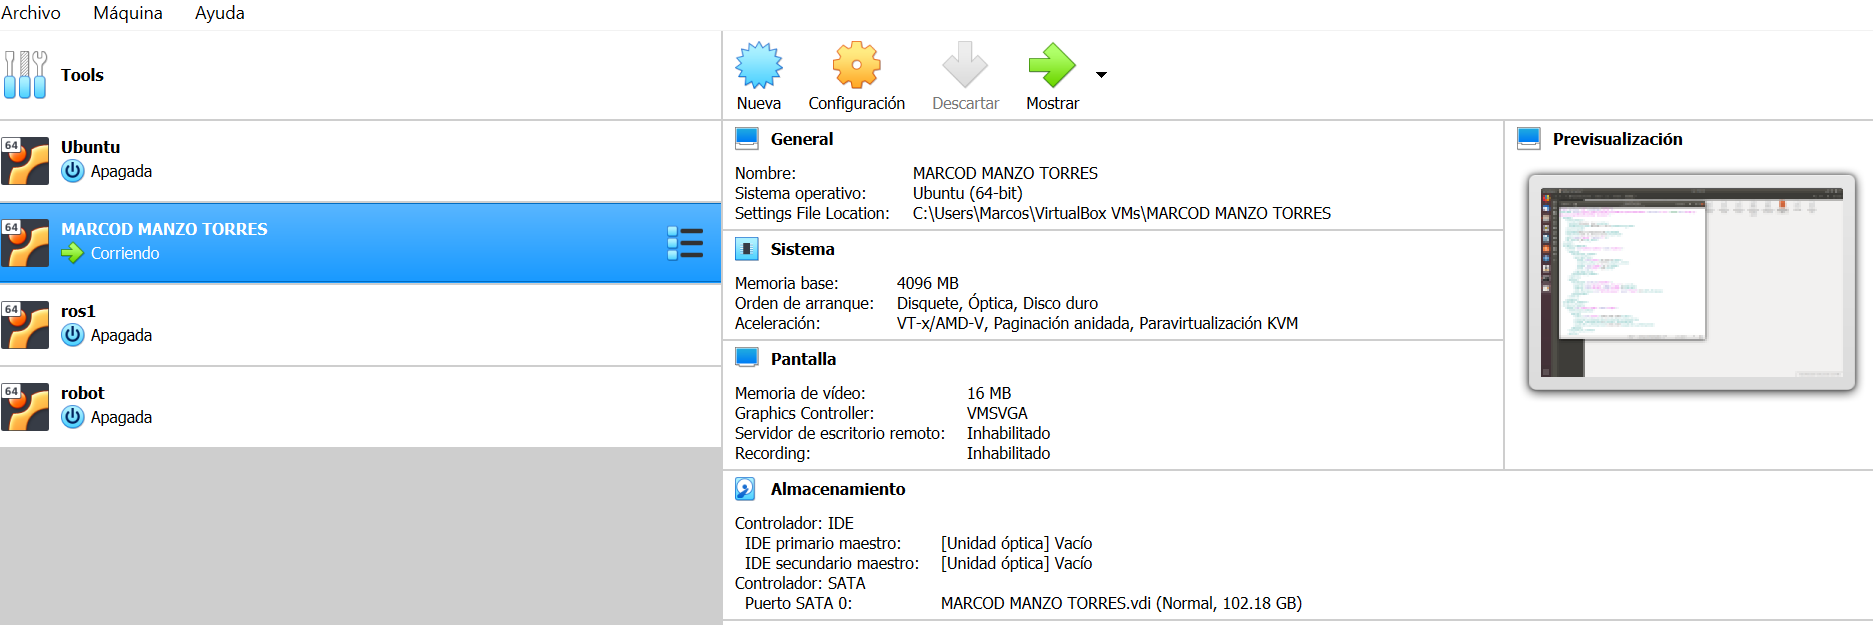 Archivo Máquina Ayuda
Tools
64 Ubuntu
Apagada
64 MARCOD MANZO TORRES
Corriendo
64 ros1
Apagada
64 robot
Apagada
Nueva Configuración Descartar Mostrar
General
Nombre: MARCOD MANZO TORRES
Sistema operativo: Ubuntu (64-bit)
Settings File Location: C:\Users\Marcos\VirtualBox VMs\MARCOD MANZO TORRES
Sistema
Memoria base: 4096 MB
Orden de arranque: Disquete, Óptica, Disco duro
Aceleración: VT-x/AMD-V, Paginación anidada, Paravirtualización KVM
Pantalla
Memoria de vídeo: 16 MB
Graphics Controller: VMSVGA
Servidor de escritorio remoto: Inhabilitado
Recording: Inhabilitado
Almacenamiento
Controlador: IDE
IDE primario maestro: [Unidad óptica] Vacío
IDE secundario maestro: [Unidad óptica] Vacío
Controlador: SATA
Puerto SATA 0: MARCOD MANZO TORRES.vdi (Normal, 102.18 GB)
Previsualización